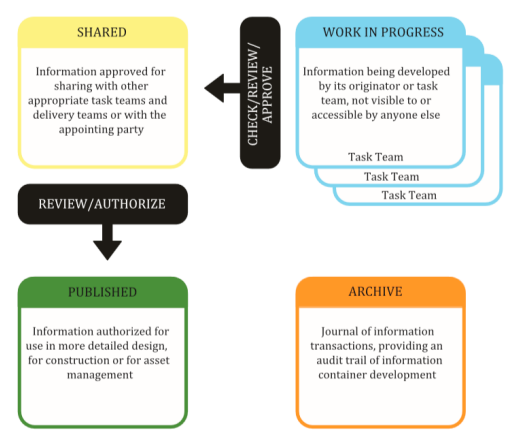 SHARED
Information approved for
sharing with other
appropriate task teams and
delivery teams or with the
appointing party
CHECK/REVIEW/
APPROVE
WORK IN PROGRESS
Information being developed
by its originator or task
team, not visible to or
accessible by anyone else
Task Team
Task Team
Task Team
REVIEW/AUTHORIZE
PUBLISHED
Information authorized for
use in more detailed design,
for construction or for asset
management
ARCHIVE
Journal of information
transactions, providing an
audit trail of information
container development